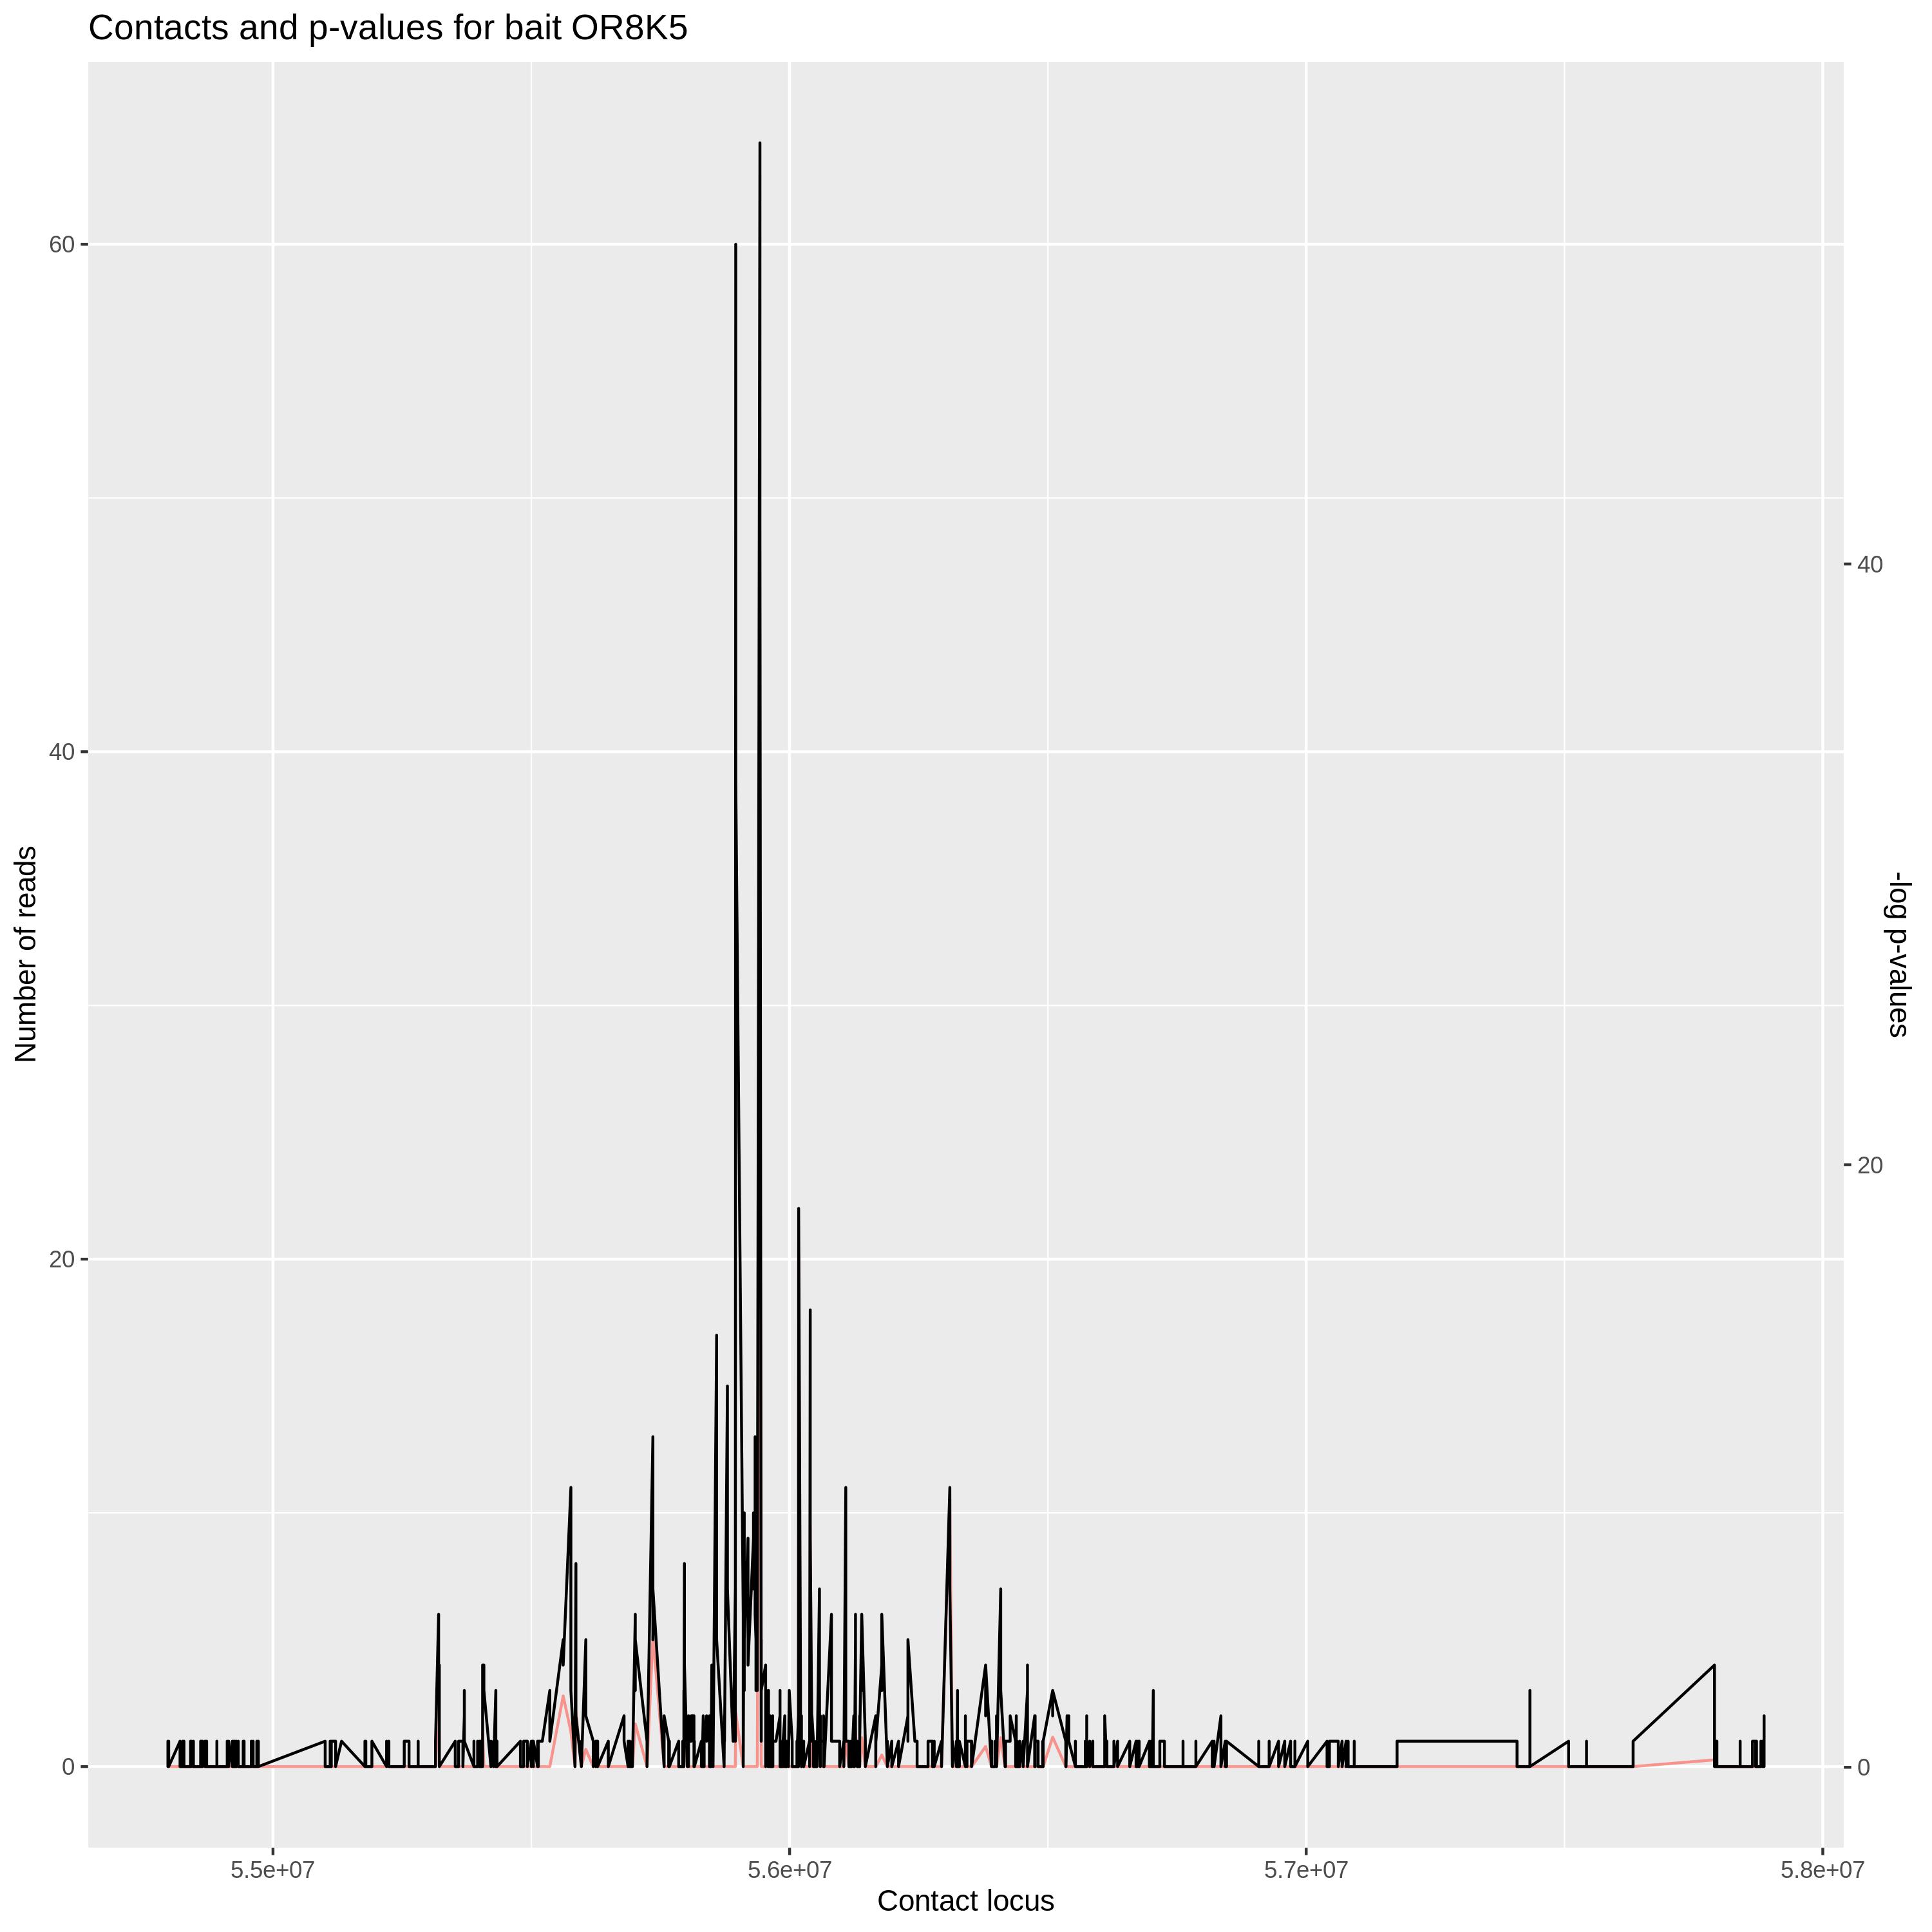 Contacts and p-values for bait OR8K5
60
40
20
0
Number of reads
40
20
0
-log p-values
5.5e+07
5.6e+07
5.7e+07
5.8e+07
Contact locus